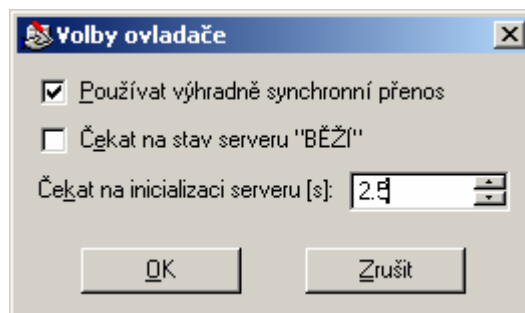 Volby ovladače
Používat výhradně synchronní přenos
Čekat na stav serveru "BĚŽÍ"
Čekat na inicializaci serveru [s]: 2.5
OK Zrušit